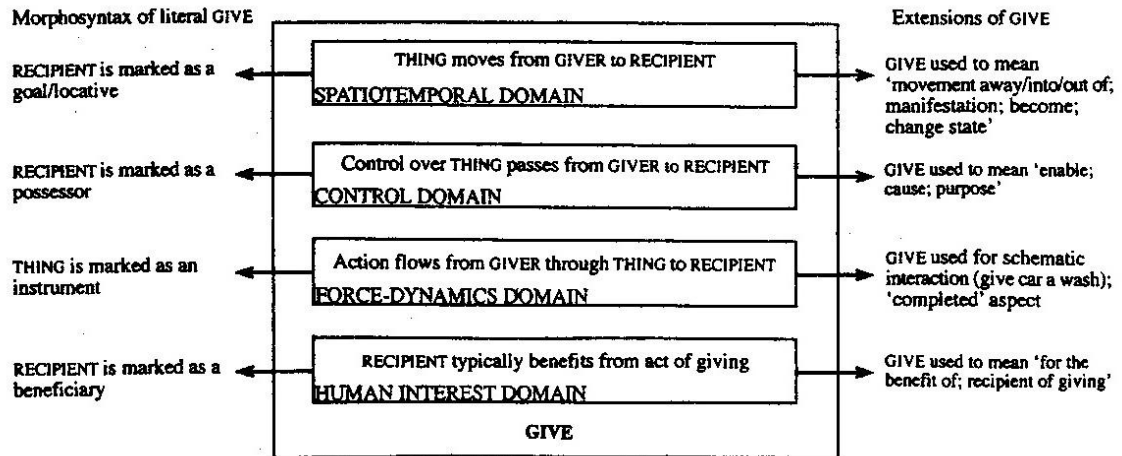 Morphosyntax of literal GIVE
Extensions of GIVE
RECIPIENT is marked as a
goal/locative
THING moves from GIVER to RECIPIENT
SPATIOTEMPORAL DOMAIN
GIVE used to mean
‘movement away/into/out of;
manifestation; become;
change state’
RECIPIENT is marked as a
possessor
Control over THING passes from GIVER to RECIPIENT
CONTROL DOMAIN
GIVE used to mean ‘enable;
cause; purpose’
THING is marked as an
instrument
Action flows from GIVER through THING to RECIPIENT
FORCE-DYNAMICS DOMAIN
GIVE used for schematic
interaction (give car a wash);
‘completed’ aspect
RECIPIENT is marked as a
beneficiary
RECIPIENT typically benefits from act of giving
HUMAN INTEREST DOMAIN
GIVE used to mean ‘for the
benefit of; recipient of giving’
GIVE